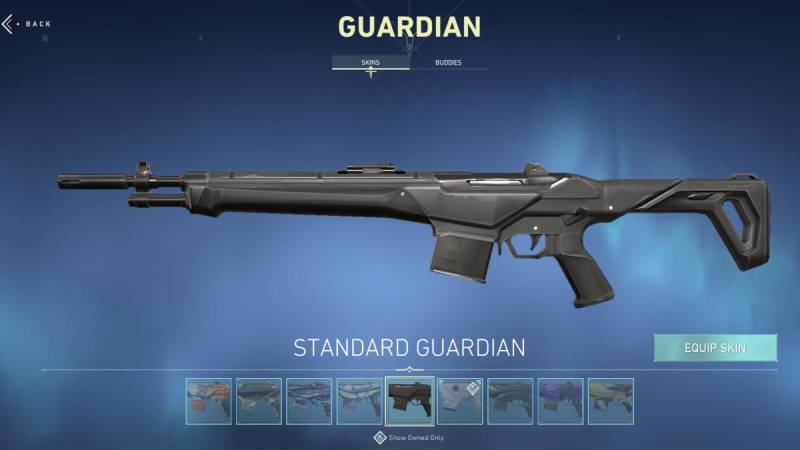 BACK
GUARDIAN
SKINS
BUDDIES
STANDARD GUARDIAN
EQUIP SKIN
Show Owned Only